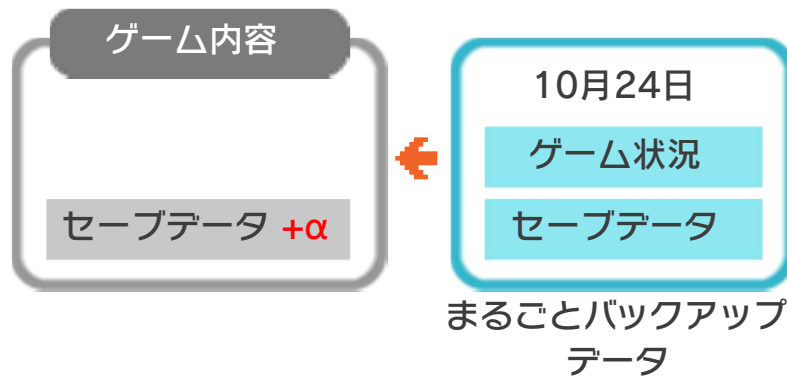 ゲーム内容
セーブデータ +α
10月24日
ゲーム状況
セーブデータ
まるごとバックアップ
データ